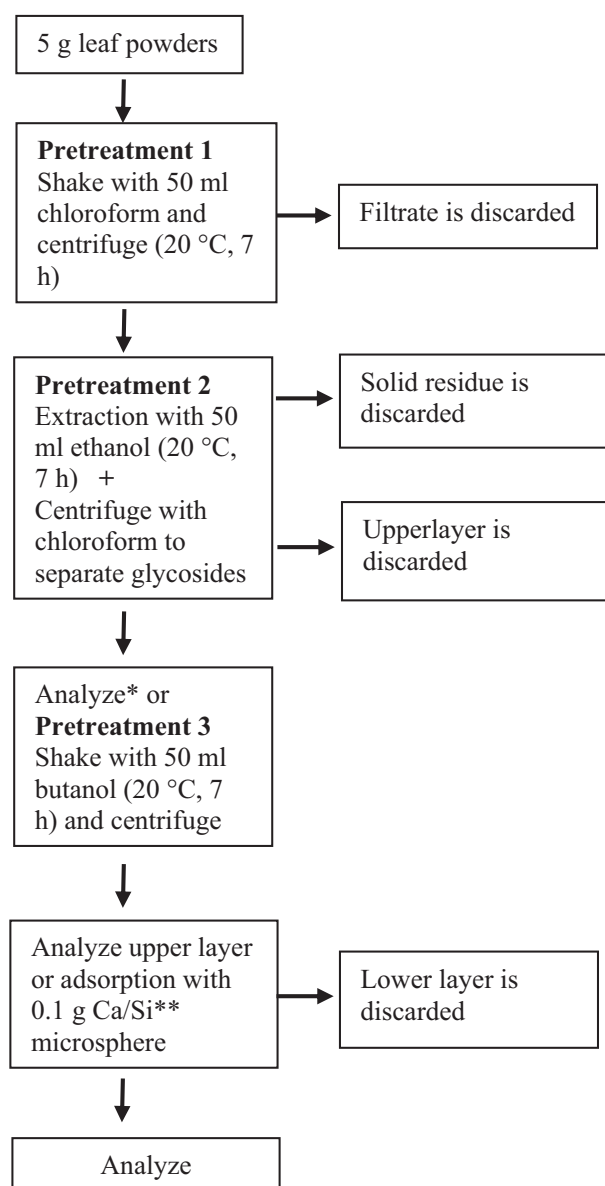 5 g leaf powders
Pretreatment 1
Shake with 50 ml
chloroform and
centrifuge (20 °C, 7
h)
Filtrate is discarded
Pretreatment 2
Extraction with 50
ml ethanol (20 °C,
7 h) +
Centrifuge with
chloroform to
separate glycosides
Solid residue is
discarded
Upperlayer is
discarded
Analyze* or
Pretreatment 3
Shake with 50 ml
butanol (20 °C, 7
h) and centrifuge
Analyze upper layer
or adsorption with
0.1 g Ca/Si**
microsphere
Lower layer is
discarded
Analyze